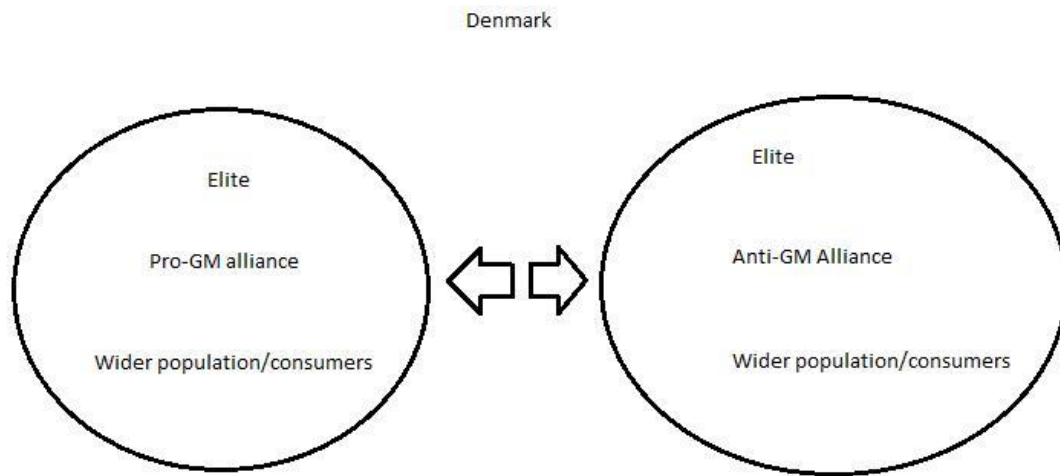 Denmark
Elite
Pro-GM alliance
Wider population/consumers
Elite
Anti-GM Alliance
Wider population/consumers